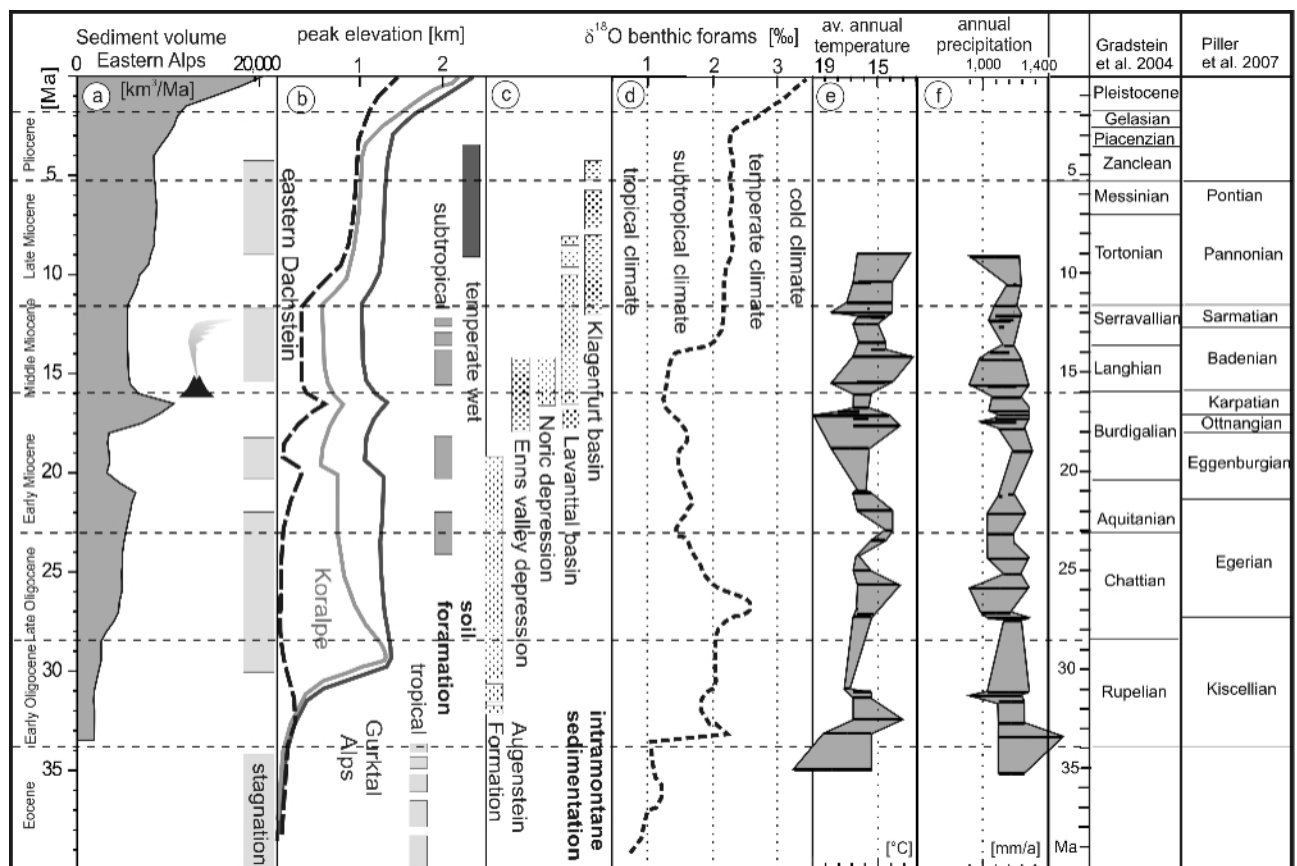 Sediment volume
Eastern Alps
0
20,000
[km³/Ma]
peak elevation [km]
0 1 2
δ¹⁸O benthic forams [‰]
1 2 3
av. annual
temperature
19 15
annual
precipitation
1,000 1,400
Gradstein
et al. 2004
Piller
et al. 2007
[Ma]
0
5
10
15
20
25
30
35
a
b
c
d
e
f
Pliocene
Late Miocene
Middle Miocene
Early Miocene
Late Oligocene
Early Oligocene
Eocene
stagnation
eastern Dachstein
Koralpe
Gurktal
Alps
subtropical
temperate wet
soil
foramation
tropical
Augenstein
Formation
Enns valley depression
Noric depression
Lavanttal basin
Klagenfurt basin
intramontane
sedimentation
tropical climate
subtropical climate
temperate climate
cold climate
[°C]
[mm/a]
5
10
15
20
25
30
35
Ma
Pleistocene
Gelasian
Piacenzian
Zanclean
Messinian
Tortonian
Serravallian
Langhian
Burdigalian
Aquitanian
Chattian
Rupelian
Pontian
Pannonian
Sarmatian
Badenian
Karpatian
Ottnangian
Eggenburgian
Egerian
Kiscellian